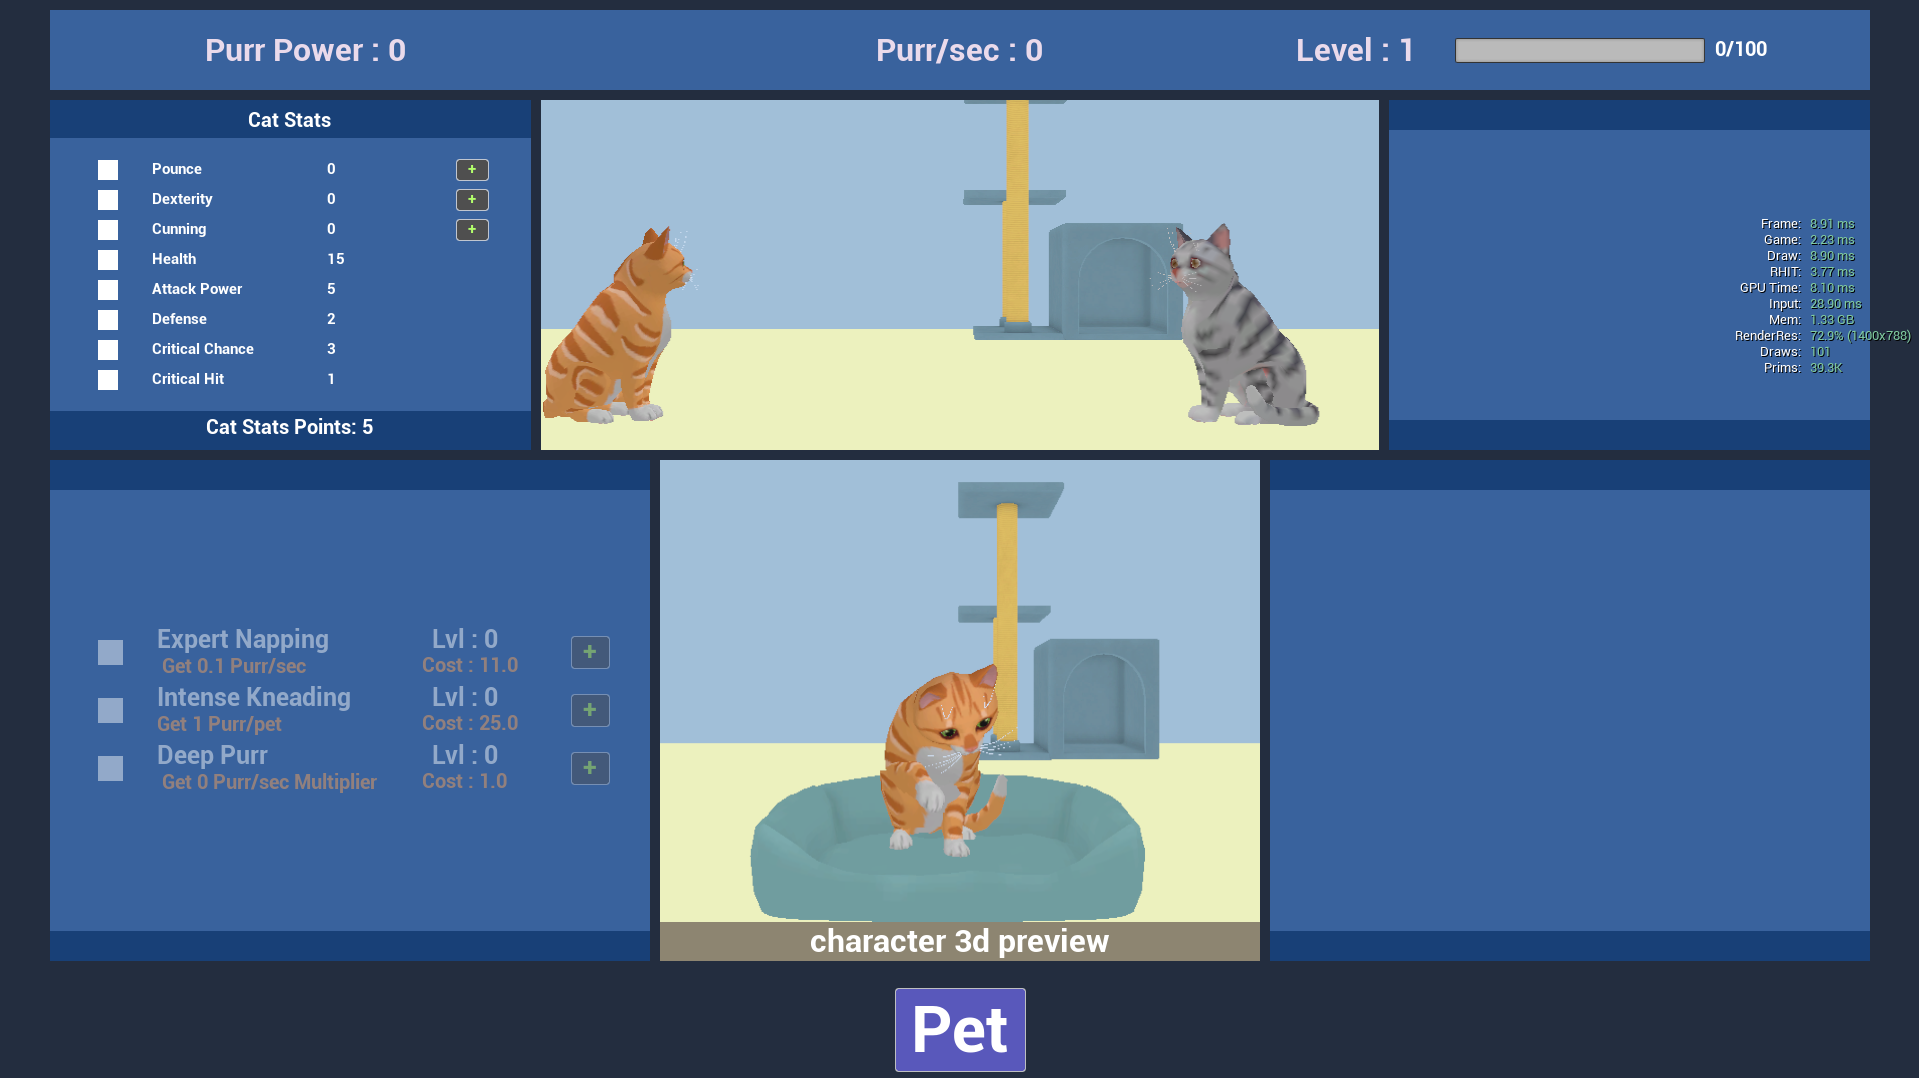 Purr Power : 0 Purr/sec : 0 Level : 1 0/100
Cat Stats
Pounce 0 +
Dexterity 0 +
Cunning 0 +
Health 15
Attack Power 5
Defense 2
Critical Chance 3
Critical Hit 1
Cat Stats Points: 5
Frame: 8.91 ms
Game: 2.23 ms
Draw: 8.90 ms
RHIT: 3.77 ms
GPU Time: 8.10 ms
Input: 28.90 ms
Mem: 1.33 GB
RenderRes: 72.9% (1400x788)
Draws: 101
Prims: 39.3K
Expert Napping Lvl : 0 +
Get 0.1 Purr/sec Cost : 11.0
Intense Kneading Lvl : 0 +
Get 1 Purr/pet Cost : 25.0
Deep Purr Lvl : 0 +
Get 0 Purr/sec Multiplier Cost : 1.0
character 3d preview
Pet